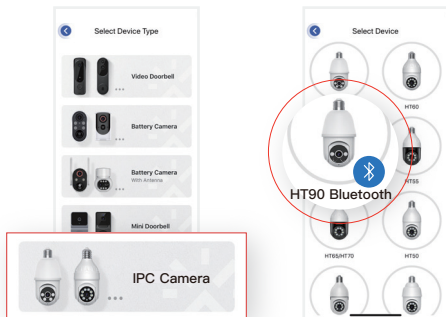 Select Device Type
Video Doorbell
Battery Camera
Battery Camera
With Antenna
Mini Doorbell
IPC Camera
Select Device
HT60
HT90 Bluetooth
HT55
HT65/HT70
HT50